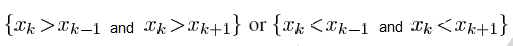 {x_k > x_{k−1} and x_k > x_{k+1}} or {x_k < x_{k−1} and x_k < x_{k+1}}